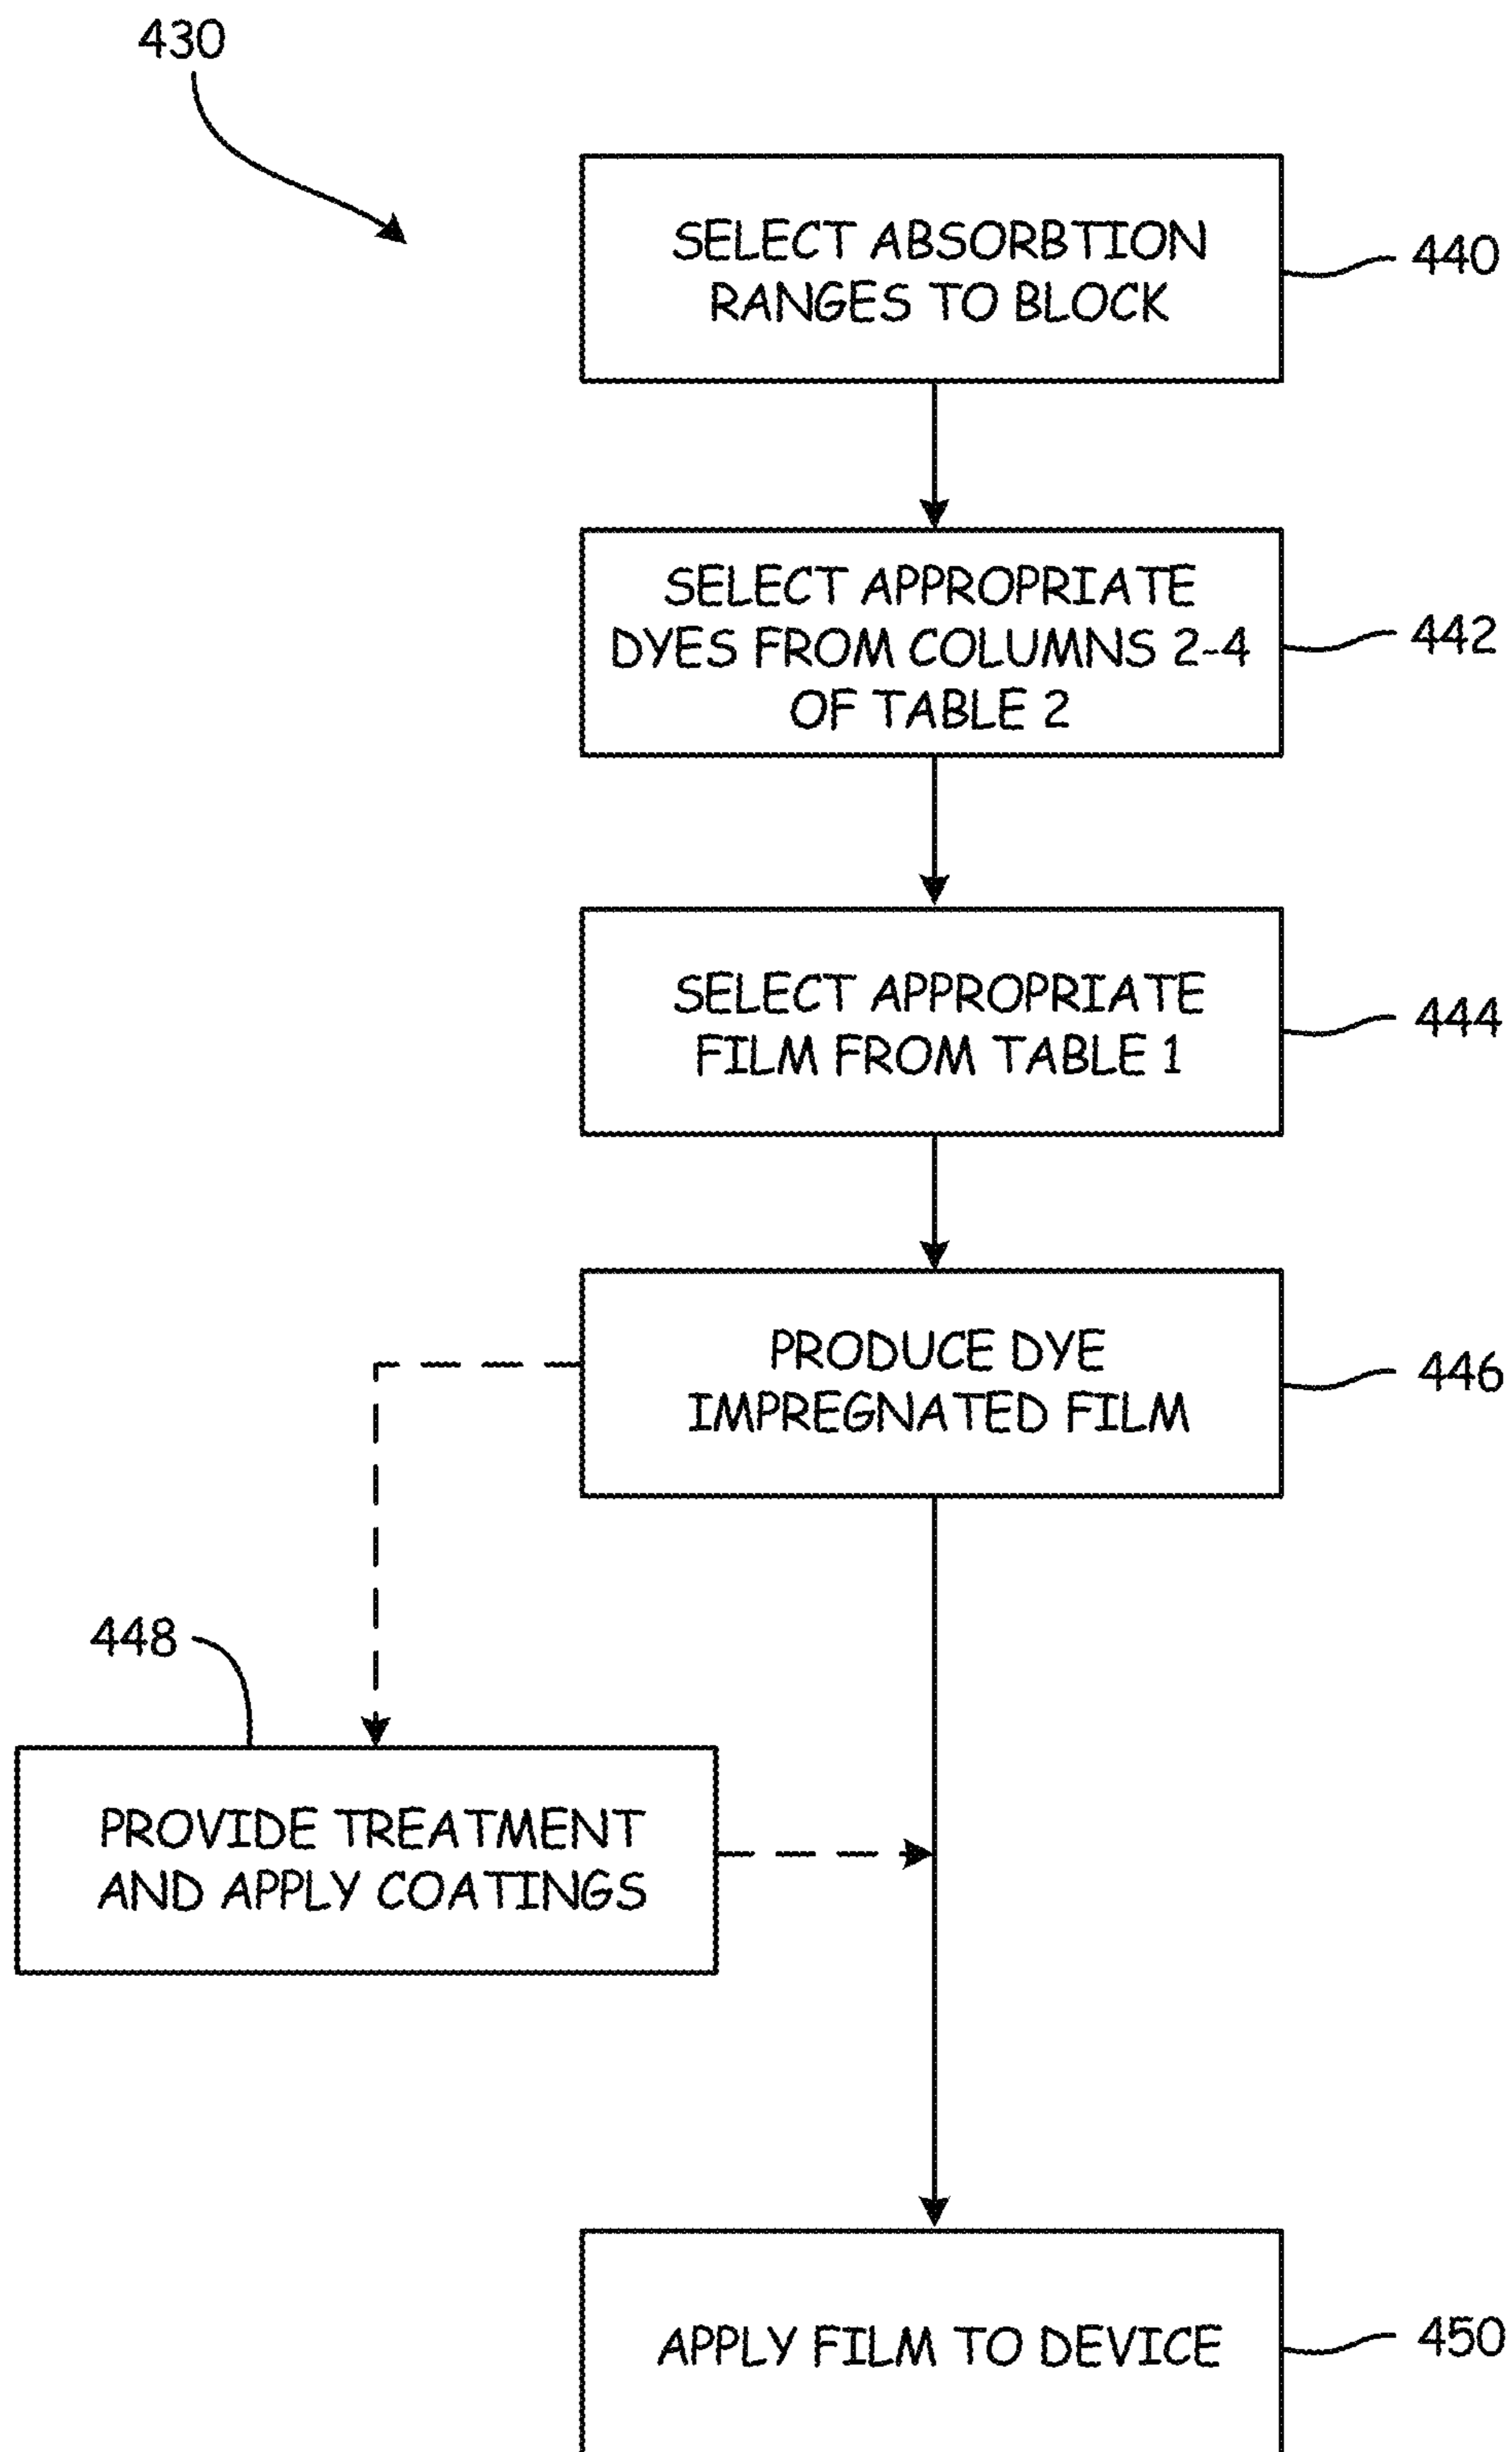 430
SELECT ABSORBTION
RANGES TO BLOCK
440
SELECT APPROPRIATE
DYES FROM COLUMNS 2-4
OF TABLE 2
442
SELECT APPROPRIATE
FILM FROM TABLE 1
444
PRODUCE DYE
IMPREGNATED FILM
446
448
PROVIDE TREATMENT
AND APPLY COATINGS
APPLY FILM TO DEVICE
450